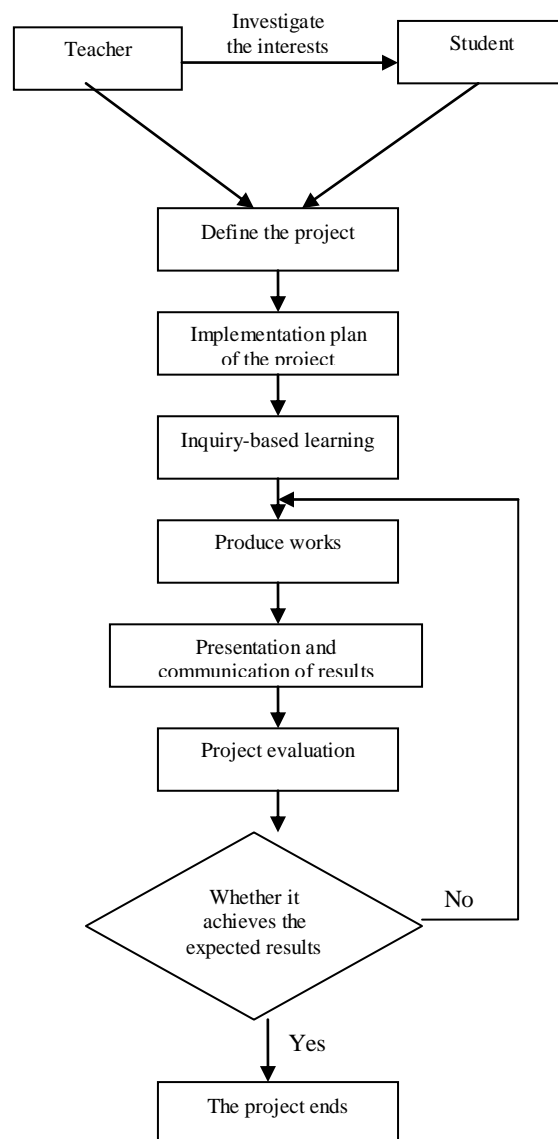 Investigate
the interests
Teacher
Student
Define the project
Implementation plan
of the project
Inquiry-based learning
Produce works
Presentation and
communication of results
Project evaluation
Whether it
achieves the
expected results
No
Yes
The project ends